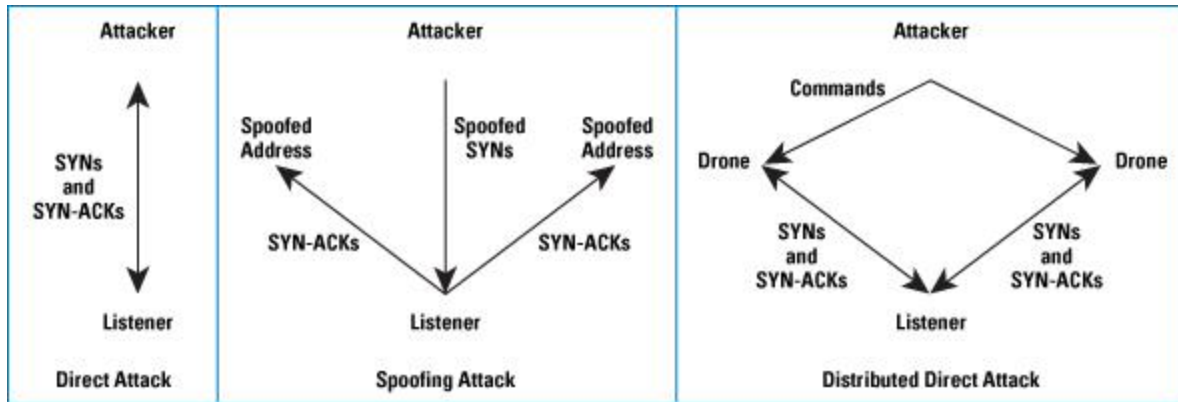 Attacker
SYNs
and
SYN-ACKs
Listener
Direct Attack
Attacker
Spoofed
Address
Spoofed
SYNs
Spoofed
Address
SYN-ACKs
SYN-ACKs
Listener
Spoofing Attack
Attacker
Commands
Drone
Drone
SYNs
and
SYN-ACKs
SYNs
and
SYN-ACKs
Listener
Distributed Direct Attack